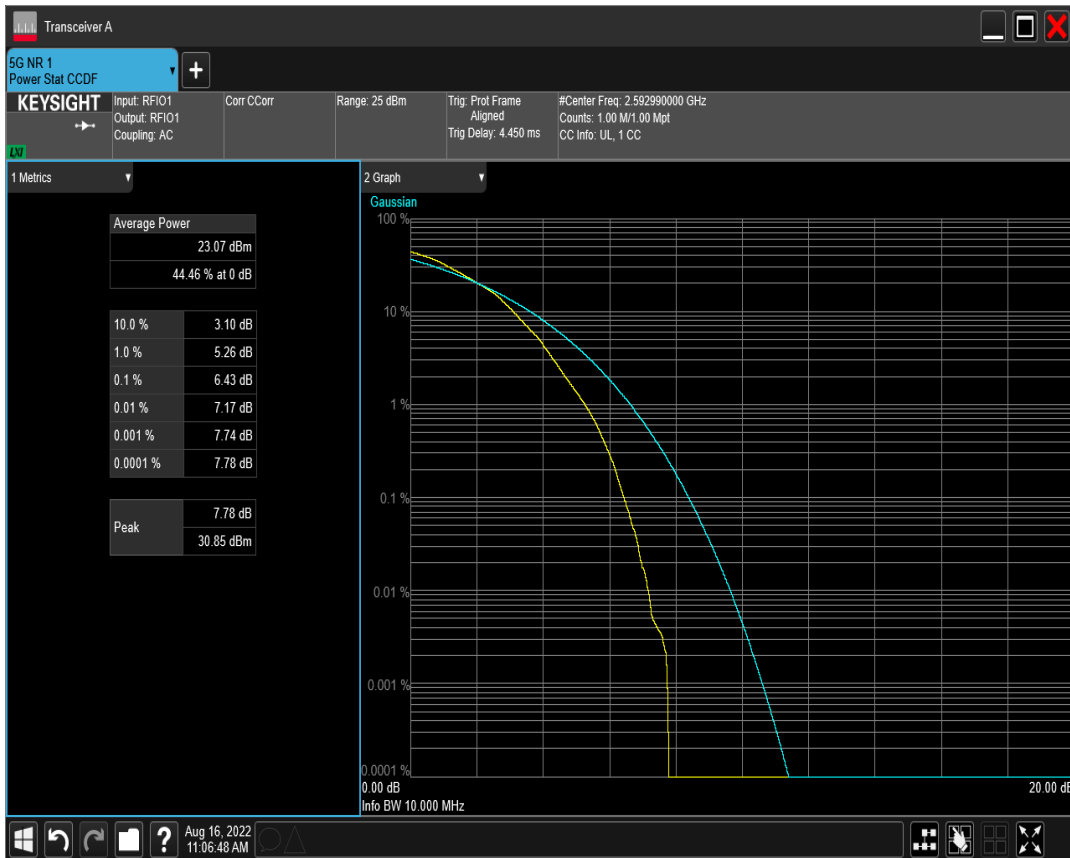 Transceiver A
5G NR 1
Power Stat CCDF
KEYSIGHT
LXI
Input: RFIO1
Output: RFIO1
Coupling: AC
Corr CCorr
Range: 25 dBm
Trig: Prot Frame
Aligned
Trig Delay: 4.450 ms
#Center Freq: 2.592990000 GHz
Counts: 1.00 M/1.00 Mpt
CC Info: UL, 1 CC
1 Metrics
Average Power
23.07 dBm
44.46 % at 0 dB
10.0 % 3.10 dB
1.0 % 5.26 dB
0.1 % 6.43 dB
0.01 % 7.17 dB
0.001 % 7.74 dB
0.0001 % 7.78 dB
Peak
7.78 dB
30.85 dBm
2 Graph
Gaussian
100 %
10 %
1 %
0.1 %
0.01 %
0.001 %
0.0001 %
0.00 dB 20.00 dB
Info BW 10.000 MHz
? Aug 16, 2022
11:06:48 AM